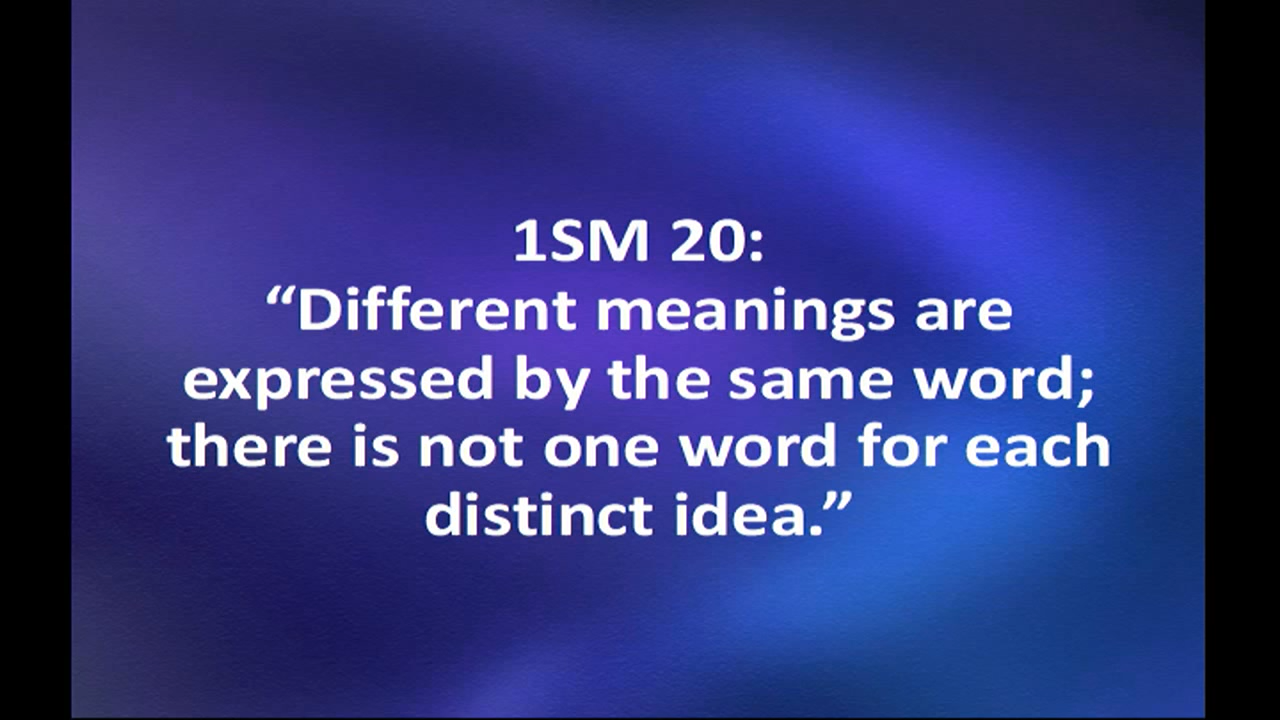 1SM 20:
“Different meanings are
expressed by the same word;
there is not one word for each
distinct idea.”